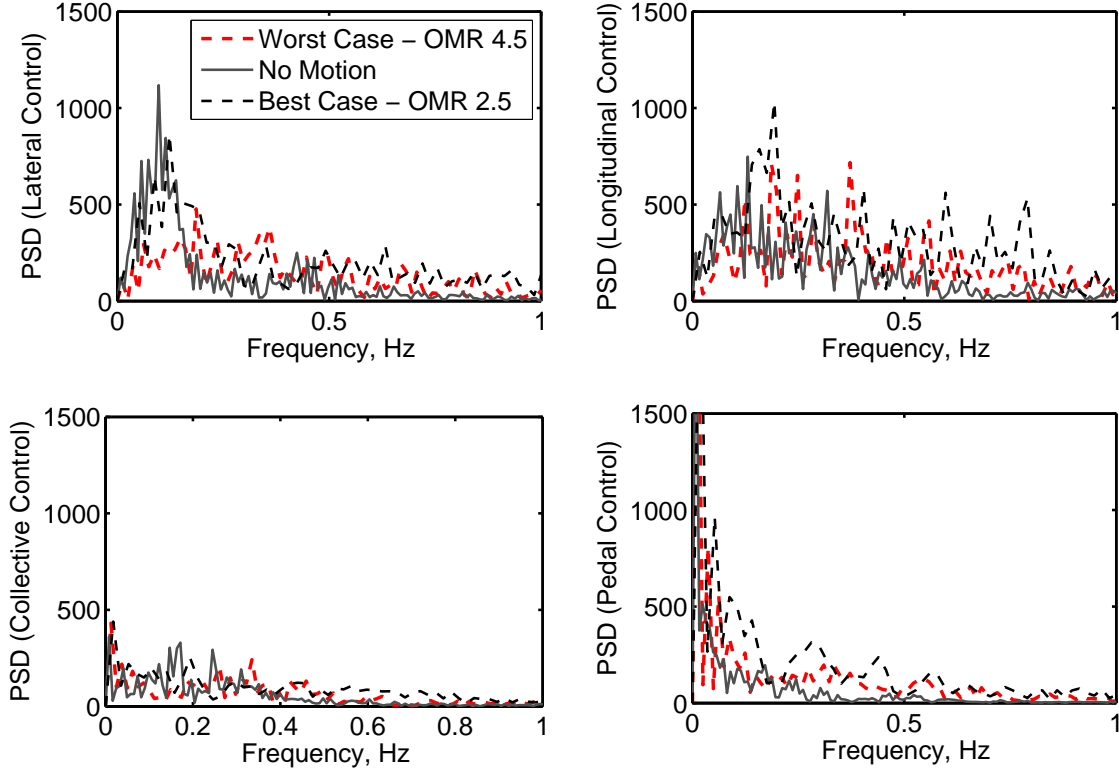 1500
1000
500
0
PSD (Lateral Control)
Worst Case – OMR 4.5
No Motion
Best Case – OMR 2.5
0
0.5
1
Frequency, Hz
1500
1000
500
0
PSD (Longitudinal Control)
0
0.5
1
Frequency, Hz
1500
1000
500
0
PSD (Collective Control)
0
0.2
0.4
0.6
0.8
1
Frequency, Hz
1500
1000
500
0
PSD (Pedal Control)
0
0.5
1
Frequency, Hz